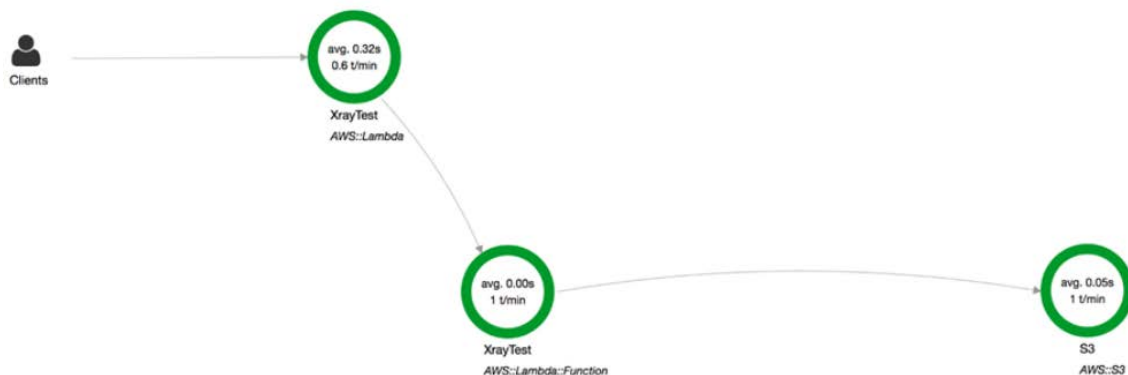 Clients
avg. 0.32s
0.6 t/min
XrayTest
AWS::Lambda
avg. 0.00s
1 t/min
XrayTest
AWS::Lambda::Function
avg. 0.05s
1 t/min
S3
AWS::S3